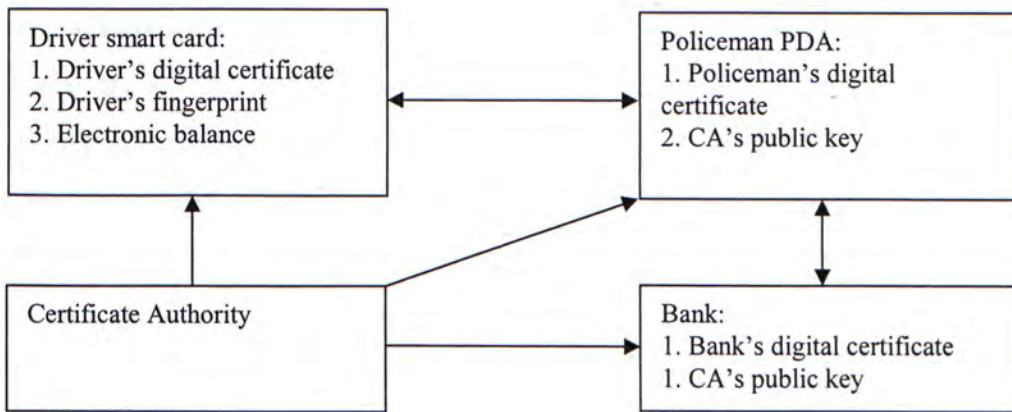 Driver smart card:
1. Driver's digital certificate
2. Driver's fingerprint
3. Electronic balance
Policeman PDA:
1. Policeman's digital
certificate
2. CA's public key
Certificate Authority
Bank:
1. Bank's digital certificate
1. CA's public key